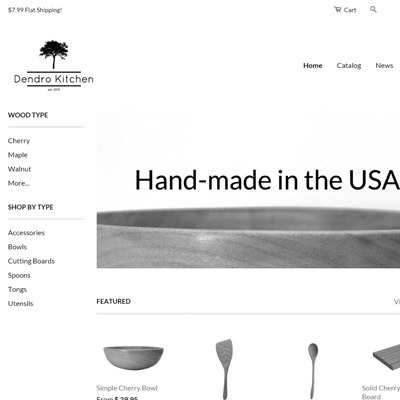 $7.99 Flat Shipping!
Cart
Dendro Kitchen
est. 2015
Home Catalog News
WOOD TYPE
Cherry
Maple
Walnut
More...
SHOP BY TYPE
Accessories
Bowls
Cutting Boards
Spoons
Tongs
Utensils
Hand-made in the USA
FEATURED
Simple Cherry Bowl
From $ 29.95
Solid Cherry
Board